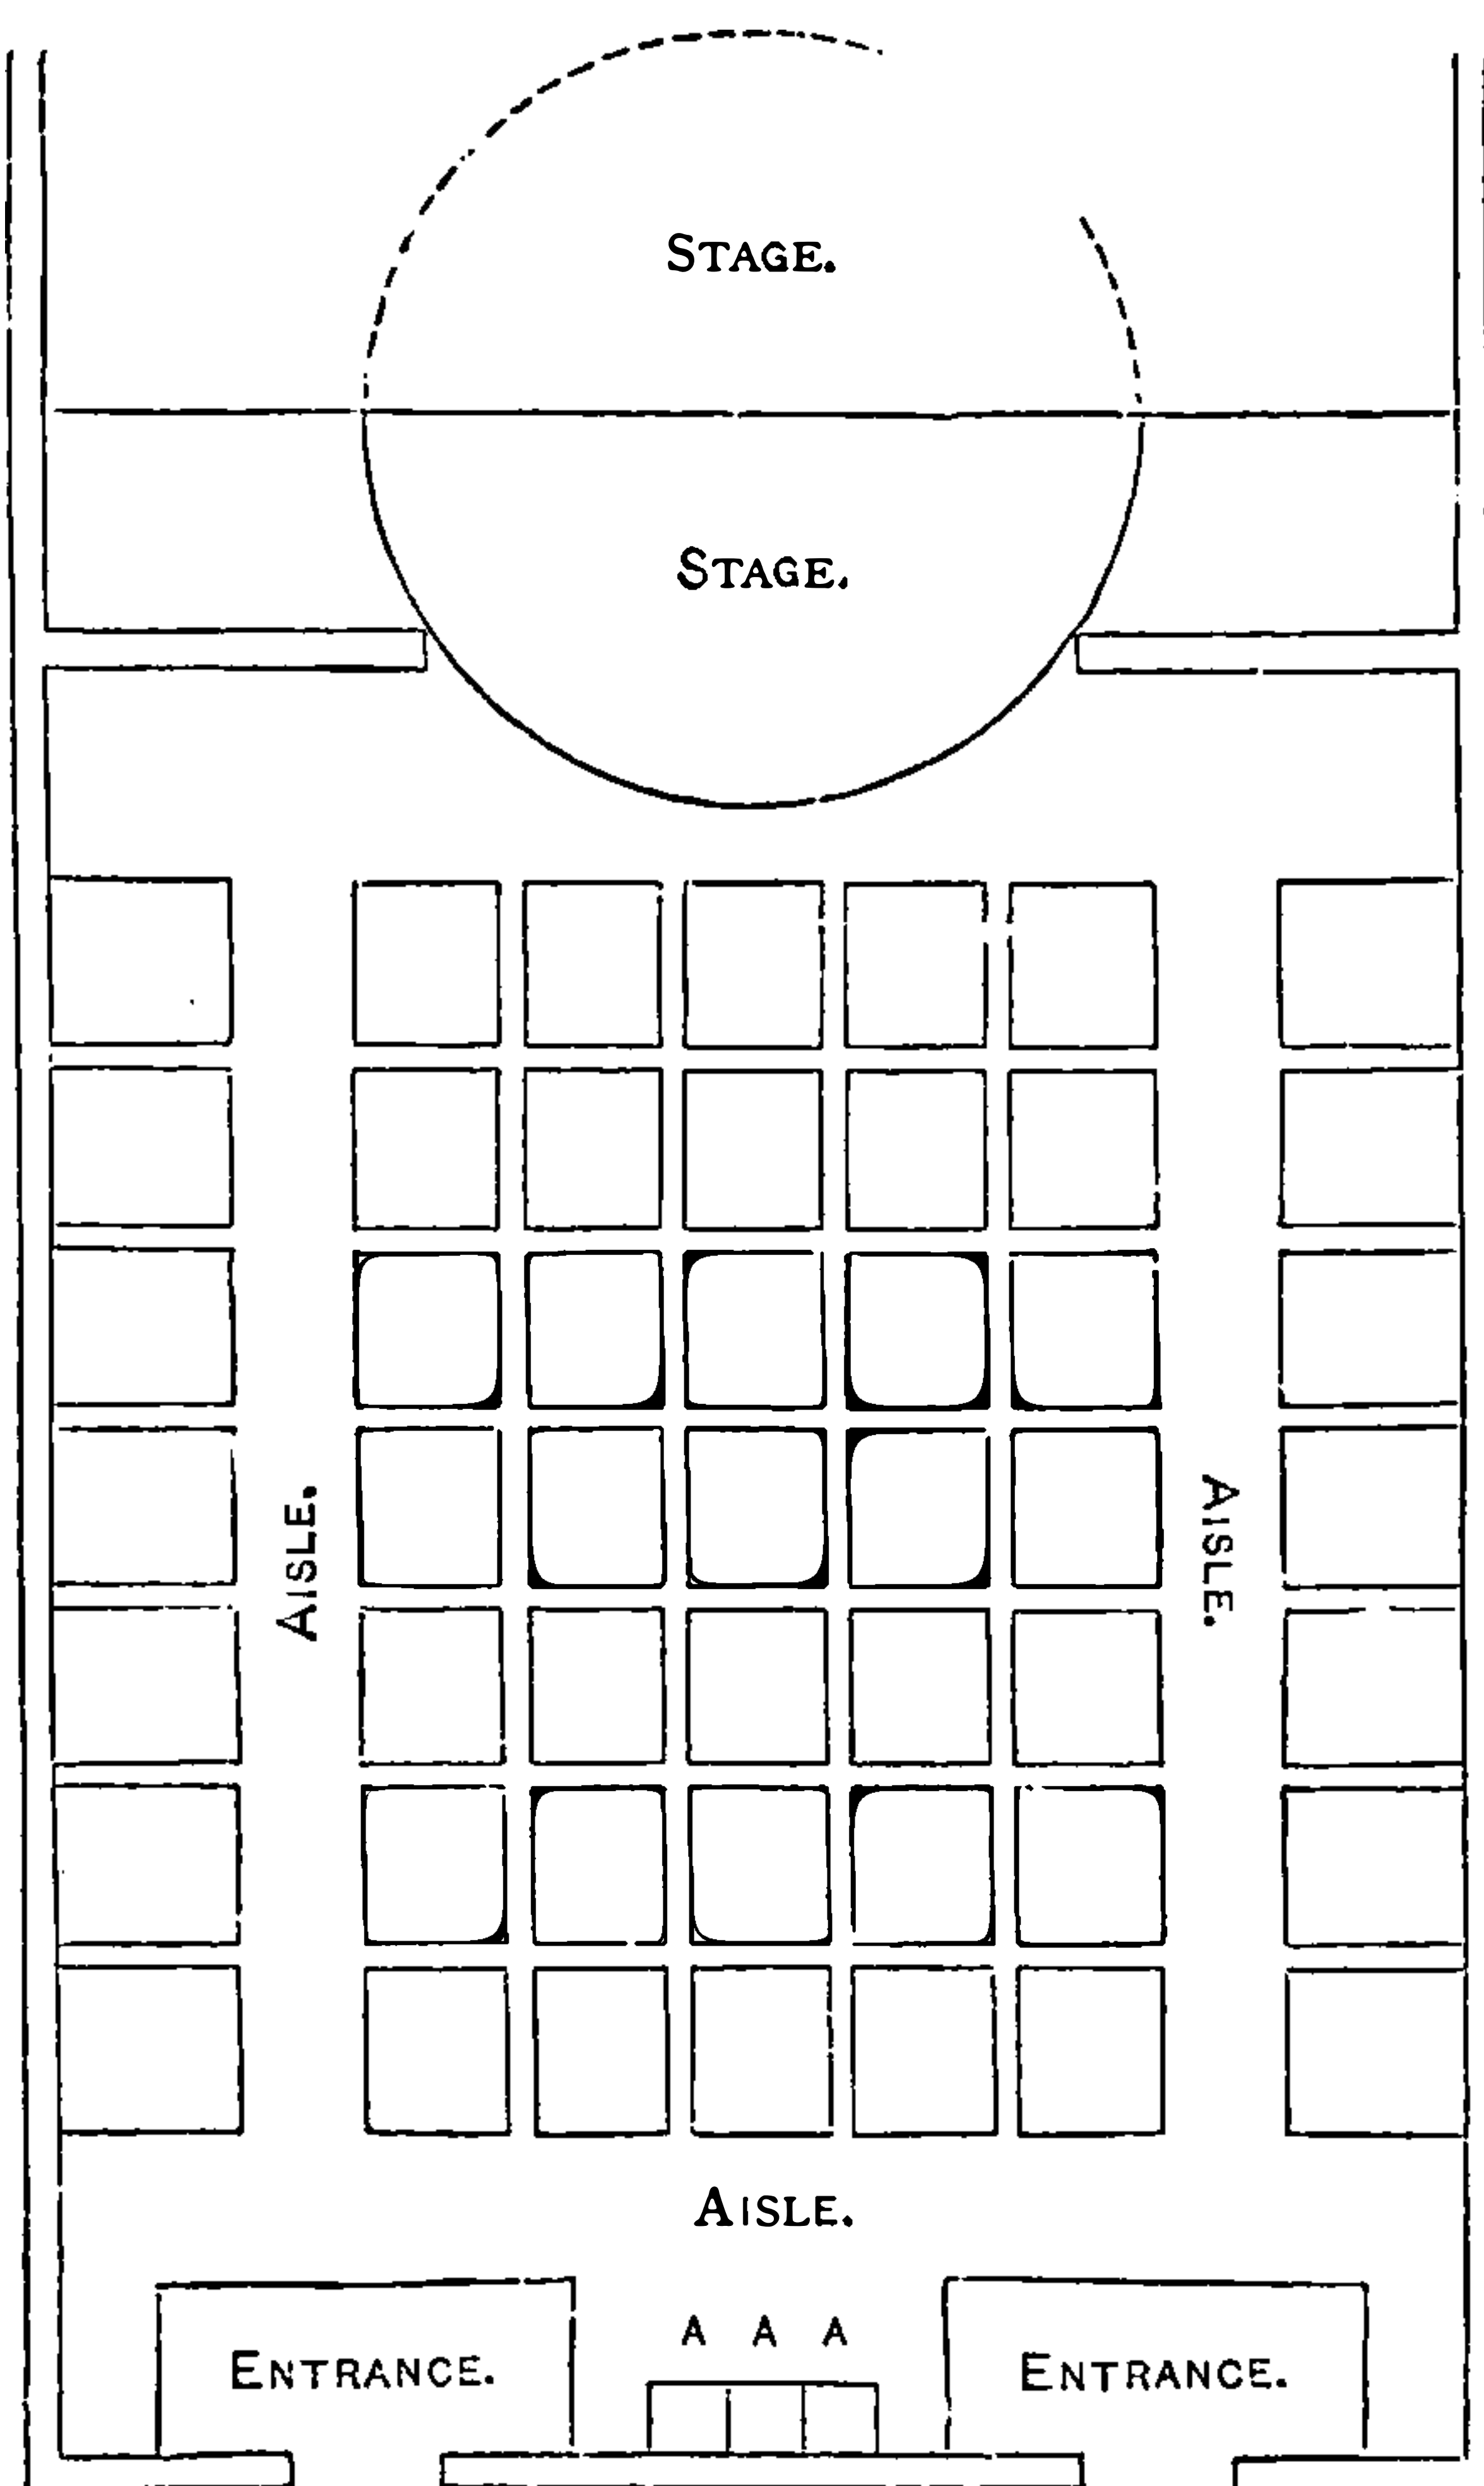 STAGE.
STAGE.
AISLE.
AISLE.
AISLE.
A A A
ENTRANCE.
ENTRANCE.